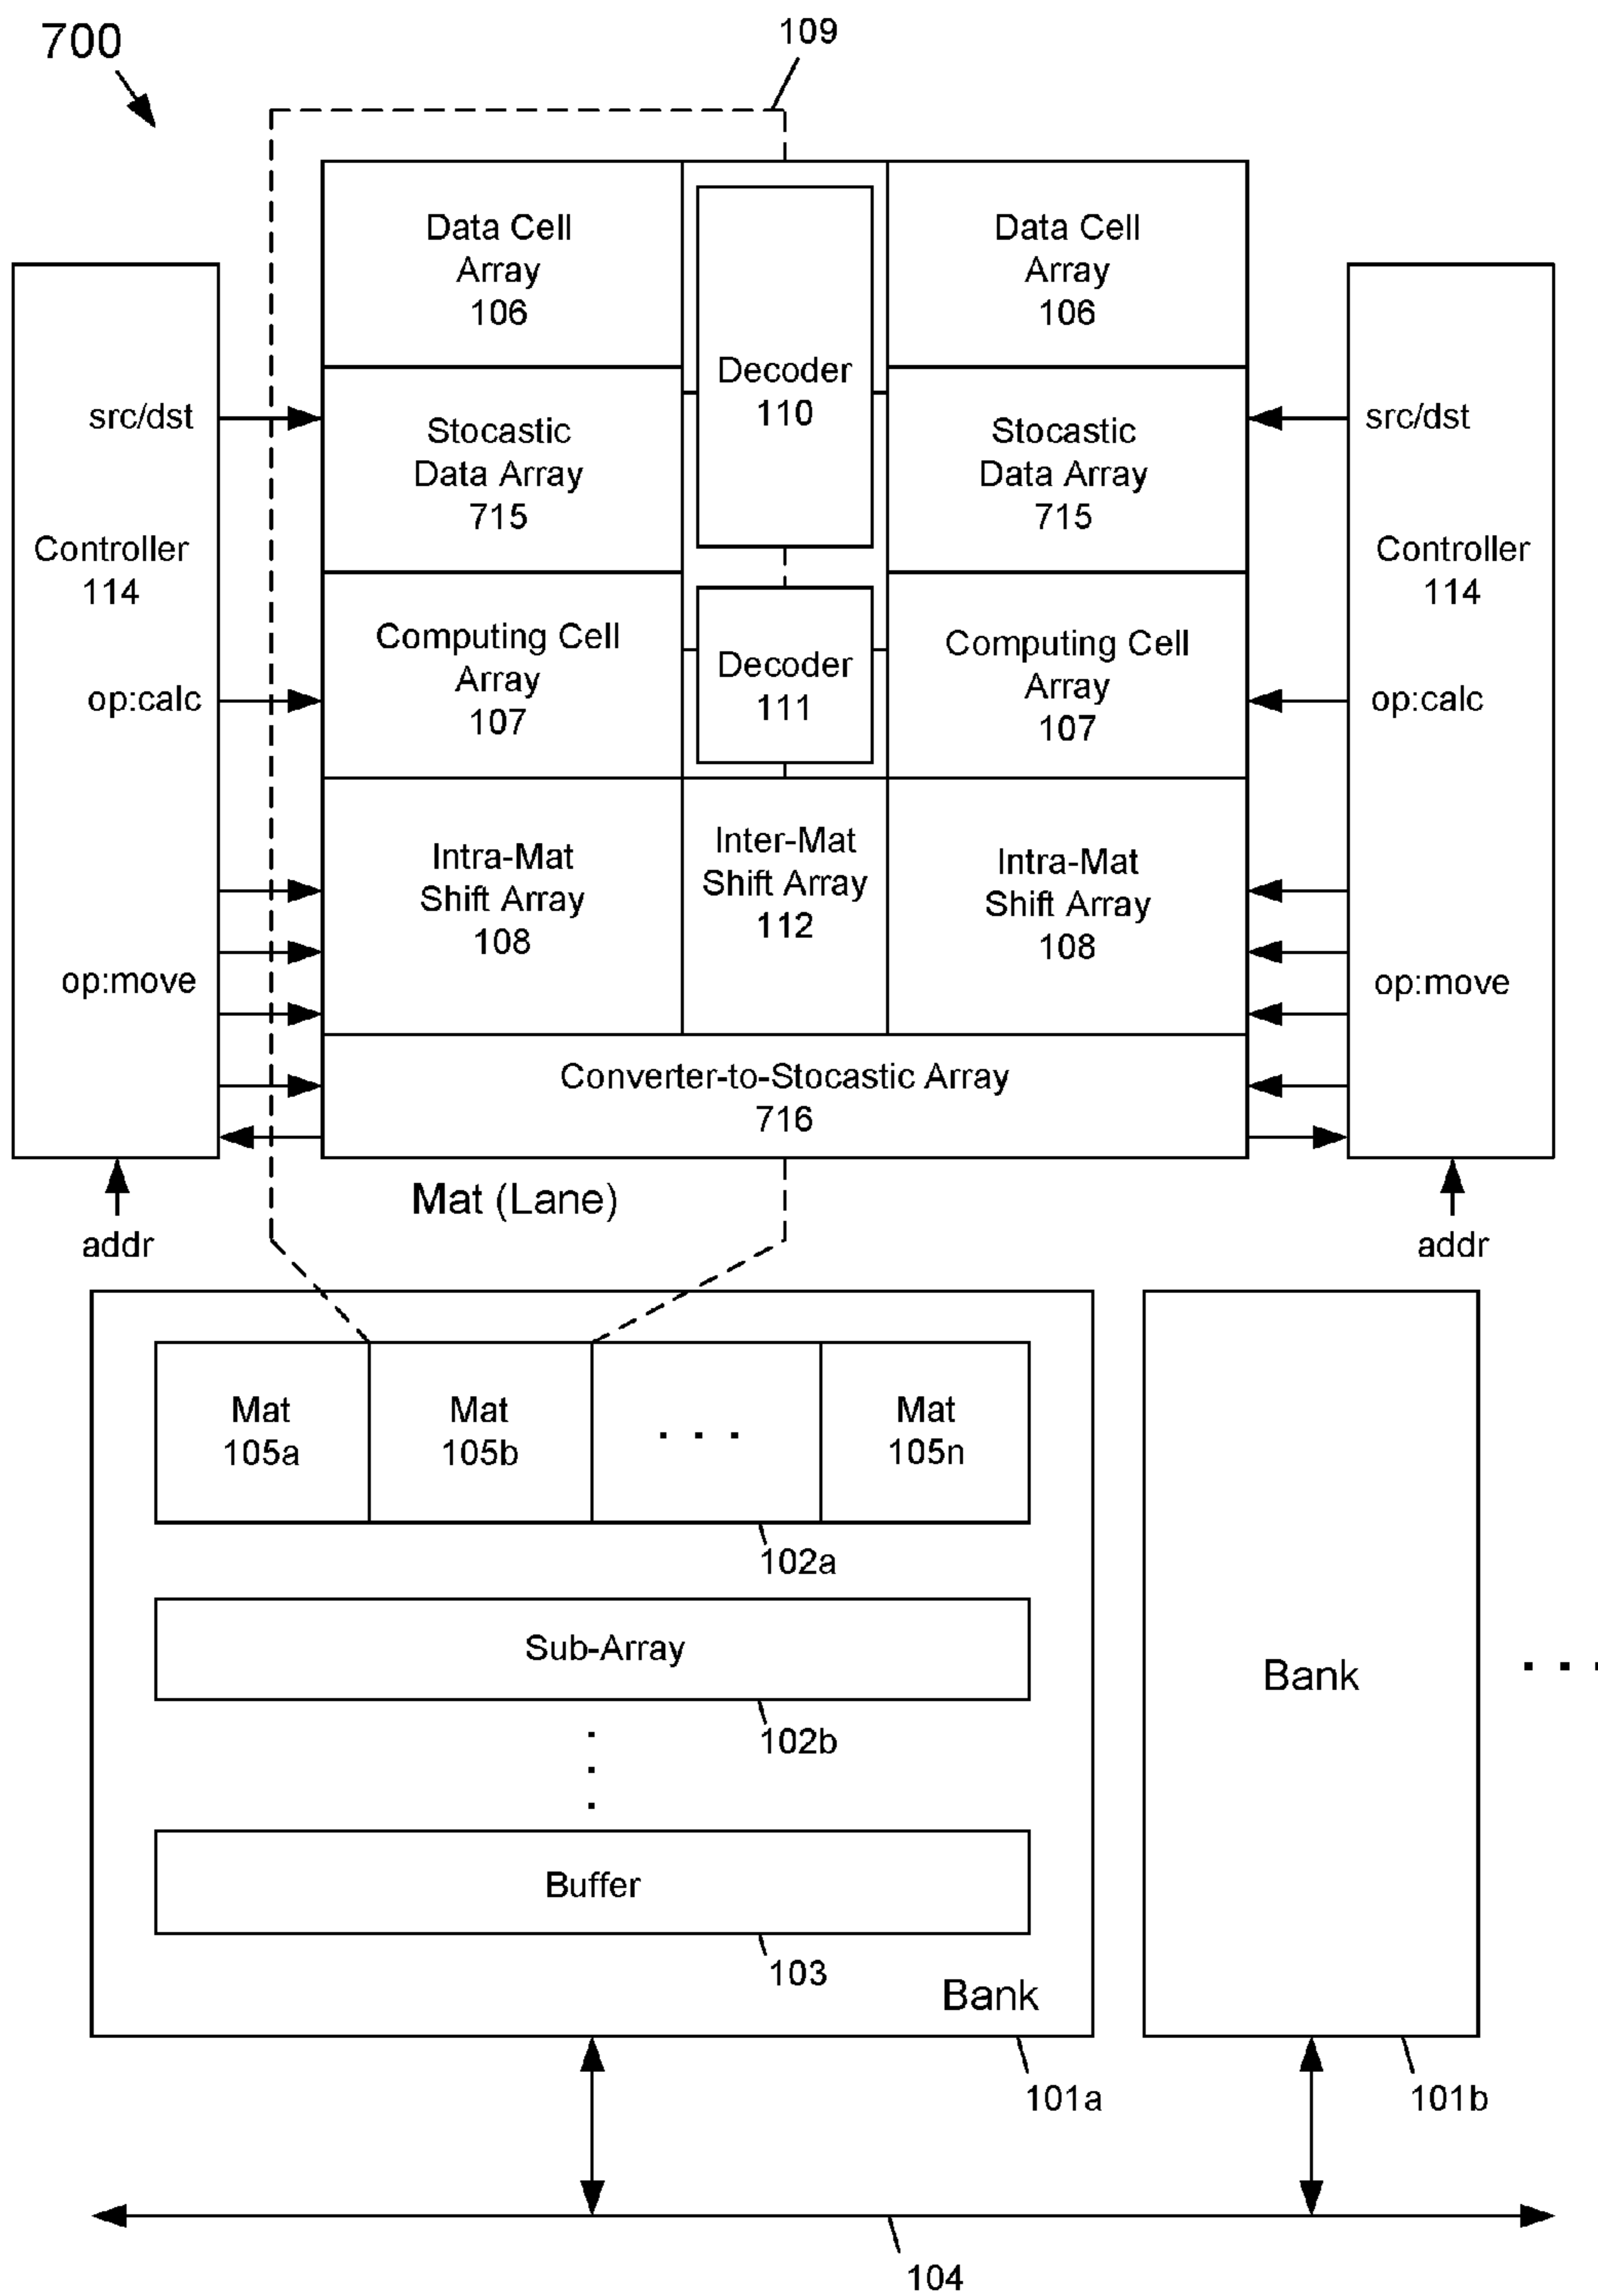 700
109
Data Cell
Array
106
Decoder
110
Data Cell
Array
106
src/dst
Stocastic
Data Array
715
Stocastic
Data Array
715
src/dst
Controller
114
Controller
114
Computing Cell
Array
107
Decoder
111
Computing Cell
Array
107
op:calc
op:calc
Intra-Mat
Shift Array
108
Inter-Mat
Shift Array
112
Intra-Mat
Shift Array
108
op:move
op:move
Converter-to-Stocastic Array
716
Mat (Lane)
addr
addr
Mat
105a
Mat
105b
. . .
Mat
105n
102a
Sub-Array
102b
Buffer
103
Bank
101a
Bank
. . .
101b
104